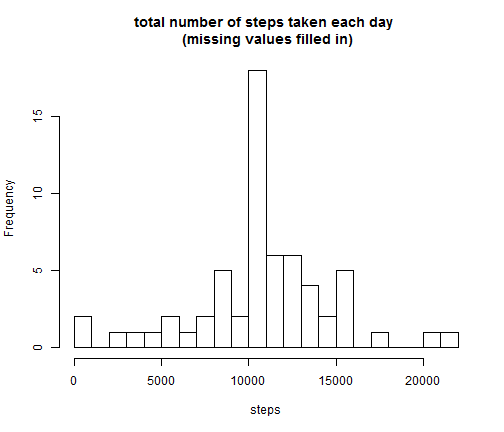 total number of steps taken each day
(missing values filled in)
15
10
5
0
Frequency
0 5000 10000 15000 20000
steps